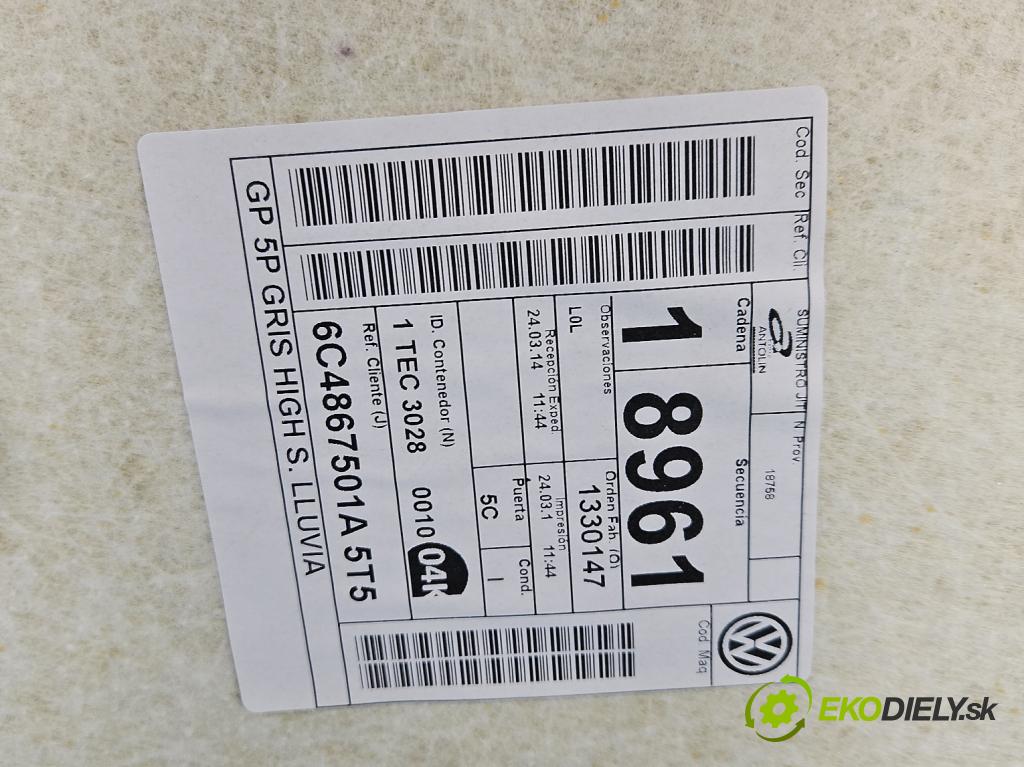 SUMINISTRO JIT N Prov.
18758
ANTOLIN
Cod. Sec
Ref. Cli.
Cadena
Secuencia
1
8961
Cod Maq
Observaciones
L0L
Orden Fab. (O)
1330147
Recepción Exped.
24.03.14 11:44
Impresión
24.03.1 11:44
Puerta
5C
Cond.
I
ID. Contenedor (N)
1 TEC 3028 0010 04K
Ref. Cliente (J)
6C4867501A 5T5
GP 5P GRIS HIGH S. LLUVIA
EKODIELY.sk